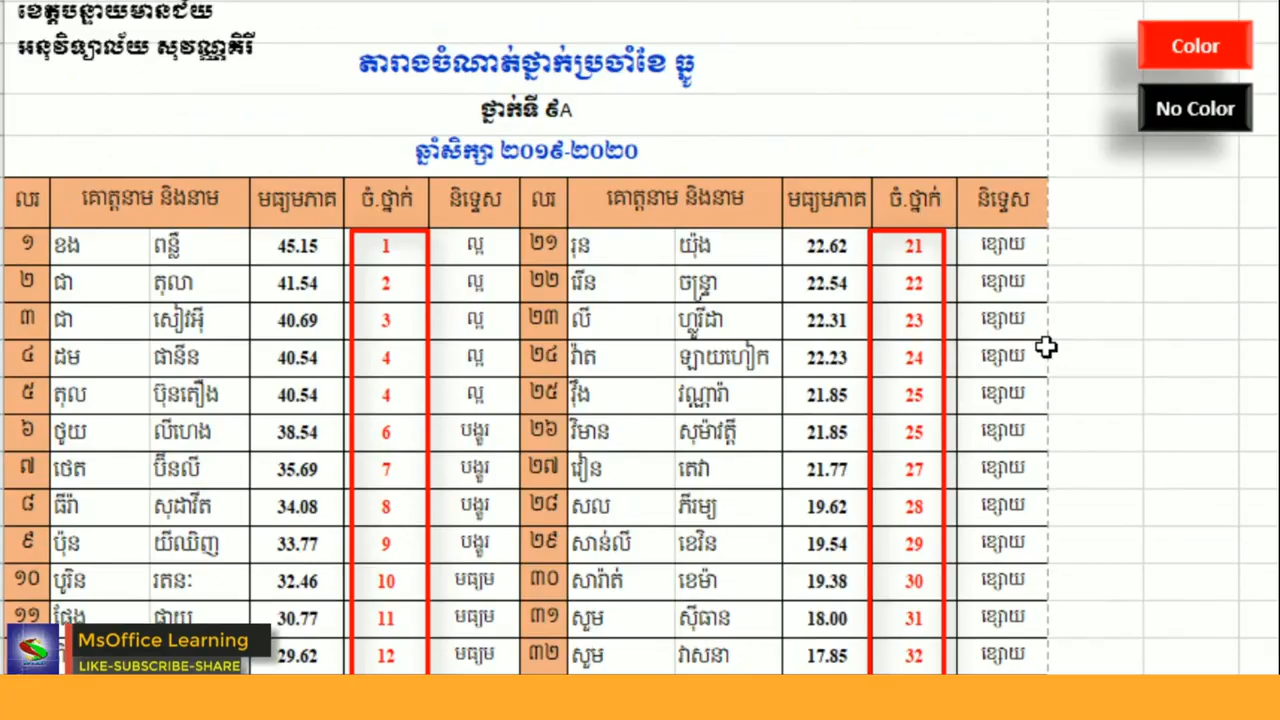 ខេត្តបន្ទាយមានជ័យ
អនុវិទ្យាល័យ សុវណ្ណគិរី
តារាងចំណាត់ថ្នាក់ប្រចាំខែ ធ្នូ
ថ្នាក់ទី ៩A
ឆ្នាំសិក្សា ២០១៩-២០២០
Color
No Color
លរ គោត្តនាម និងនាម មធ្យមភាគ ចំ.ថ្នាក់ និទ្ទេស លរ គោត្តនាម និងនាម មធ្យមភាគ ចំ.ថ្នាក់ និទ្ទេស
១ ខង ពន្លឺ 45.15 1 ល្អ ២១ រុន យ៉ុង 22.62 21 ខ្សោយ
២ ជា តុលា 41.54 2 ល្អ ២២ រឿន ចន្ទ្រា 22.54 22 ខ្សោយ
៣ ជា សៀវអ៊ី 40.69 3 ល្អ ២៣ លី ហ្លួរីដា 22.31 23 ខ្សោយ
៤ ដម ផានីន 40.54 4 ល្អ ២៤ វ៉ាត ឡាយហៀក 22.23 24 ខ្សោយ
៥ តុល ប៊ុនតឿង 40.54 4 ល្អ ២៥ វ៉ឹង វណ្ណារ៉ា 21.85 25 ខ្សោយ
៦ ថូយ លីហេង 38.54 6 បង្គួរ ២៦ វិមាន សុម៉ាវត្តី 21.85 25 ខ្សោយ
៧ ថេត ប៊ីនលី 35.69 7 បង្គួរ ២៧ វឿន តេវា 21.77 27 ខ្សោយ
៨ ធីរ៉ា សុដាវីត 34.08 8 បង្គួរ ២៨ សល ភីរម្យ 19.62 28 ខ្សោយ
៩ ប៉ុន យីឈិញ 33.77 9 បង្គួរ ២៩ សាន់លី ខេវិន 19.54 29 ខ្សោយ
១០ បូរិន រតនៈ 32.46 10 មធ្យម ៣០ សារ៉ាត់ ខេម៉ា 19.38 30 ខ្សោយ
១១ ផែង ផាយ 30.77 11 មធ្យម ៣១ សួម ស៊ីធាន 18.00 31 ខ្សោយ
29.62 12 មធ្យម ៣២ សួម វាសនា 17.85 32 ខ្សោយ
MsOffice Learning
LIKE-SUBSCRIBE-SHARE